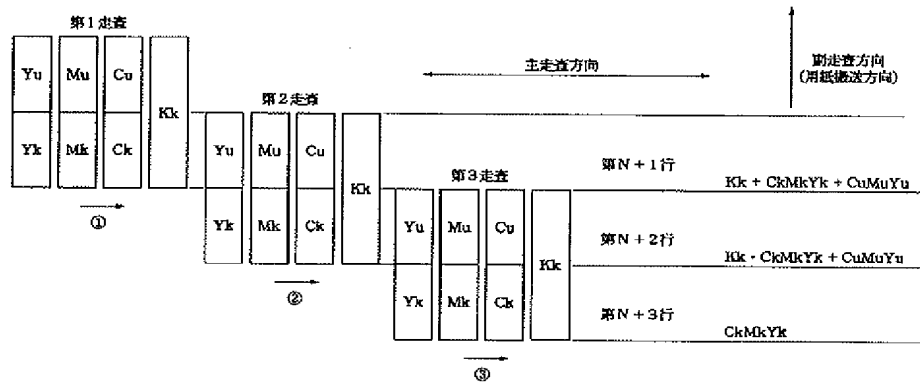 第1走査
Yu Mu Cu Kk
Yk Mk Ck
①
第2走査
Yu Mu Cu Kk
Yk Mk Ck
②
第3走査
Yu Mu Cu Kk
Yk Mk Ck
③
主走査方向
副走査方向
(用紙搬送方向)
第N+1行
Kk + CkMkYk + CuMuYu
第N+2行
Kk・CkMkYk + CuMuYu
第N+3行
CkMkYk